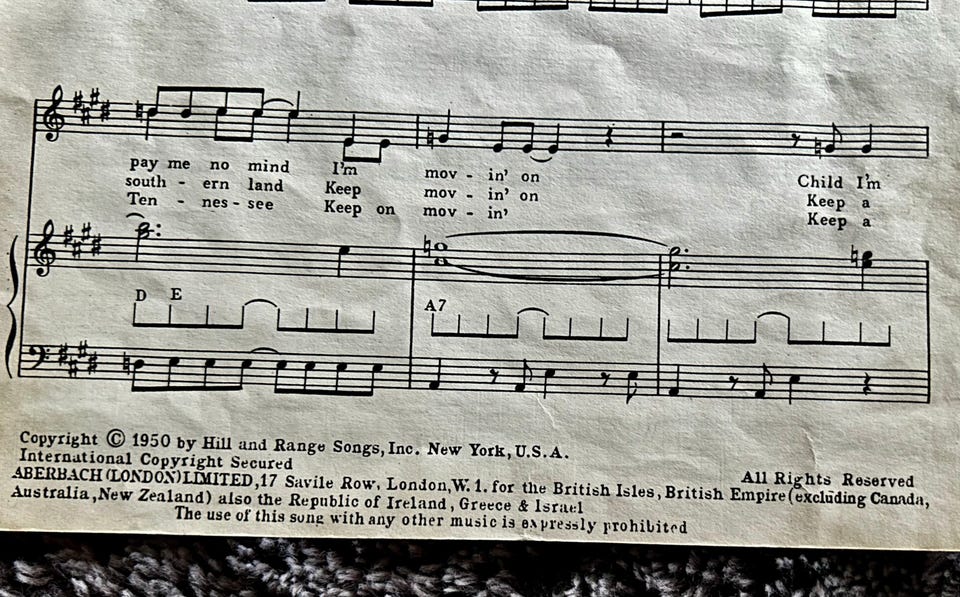 pay me no mind I'm mov - in' on Child I'm
south - ern land Keep mov - in' on Keep a
Ten - nes - see Keep on mov - in' Keep a
D E A7
Copyright © 1950 by Hill and Range Songs, Inc. New York, U.S.A.
International Copyright Secured All Rights Reserved
ABERBACH (LONDON) LIMITED, 17 Savile Row, London, W. 1. for the British Isles, British Empire (excluding Canada,
Australia, New Zealand) also the Republic of Ireland, Greece & Israel
The use of this song with any other music is expressly prohibited